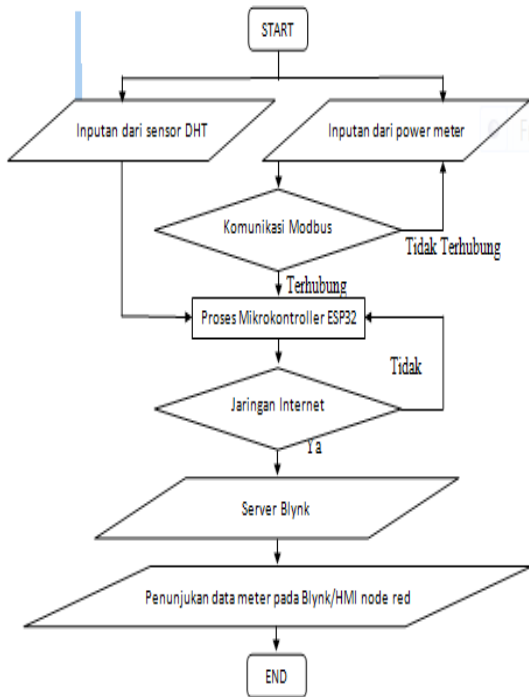 START
Inputan dari sensor DHT
Inputan dari power meter
Komunikasi Modbus
Tidak Terhubung
Terhubung
Proses Mikrokontroller ESP32
Tidak
Jaringan Internet
Ya
Server Blynk
Penunjukan data meter pada Blynk/HMI node red
END